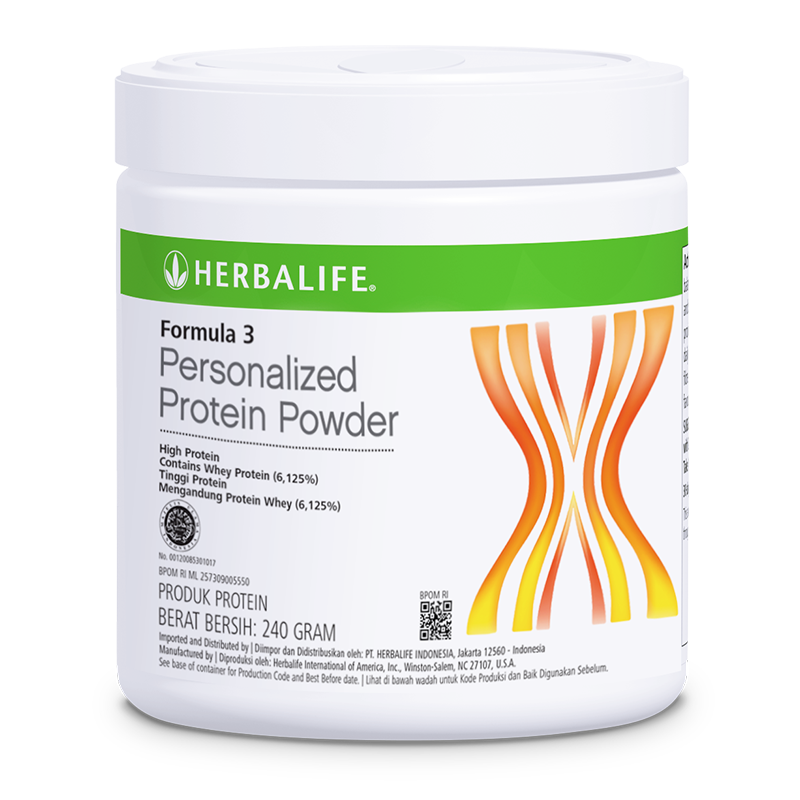 HERBALIFE®
Formula 3
Personalized
Protein Powder
High Protein
Contains Whey Protein (6,125%)
Tinggi Protein
Mengandung Protein Whey (6,125%)
No. 00120085301017
BPOM RI ML 257309005550
PRODUK PROTEIN
BERAT BERSIH: 240 GRAM
BPOM RI
Imported and Distributed by | Diimpor dan Didistribusikan oleh: PT. HERBALIFE INDONESIA, Jakarta 12560 - Indonesia
Manufactured by | Diproduksi oleh: Herbalife International of America, Inc., Winston-Salem, NC 27107, U.S.A.
See base of container for Production Code and Best Before date. | Lihat di bawah wadah untuk Kode Produksi dan Baik Digunakan Sebelum.